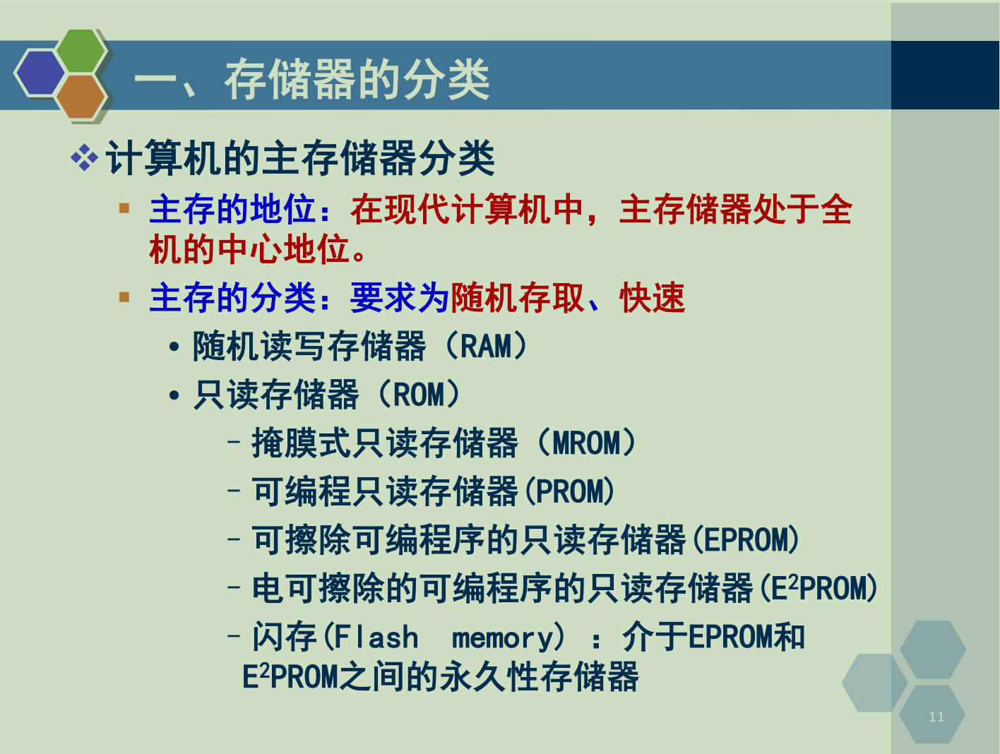 一、存储器的分类
计算机的主存储器分类
主存的地位：在现代计算机中，主存储器处于全
机的中心地位。
主存的分类：要求为随机存取、快速
• 随机读写存储器（RAM）
• 只读存储器（ROM）
– 掩膜式只读存储器（MROM）
– 可编程只读存储器(PROM)
– 可擦除可编程序的只读存储器(EPROM)
– 电可擦除的可编程序的只读存储器(E²PROM)
– 闪存(Flash memory) ：介于EPROM和
E²PROM之间的永久性存储器
11